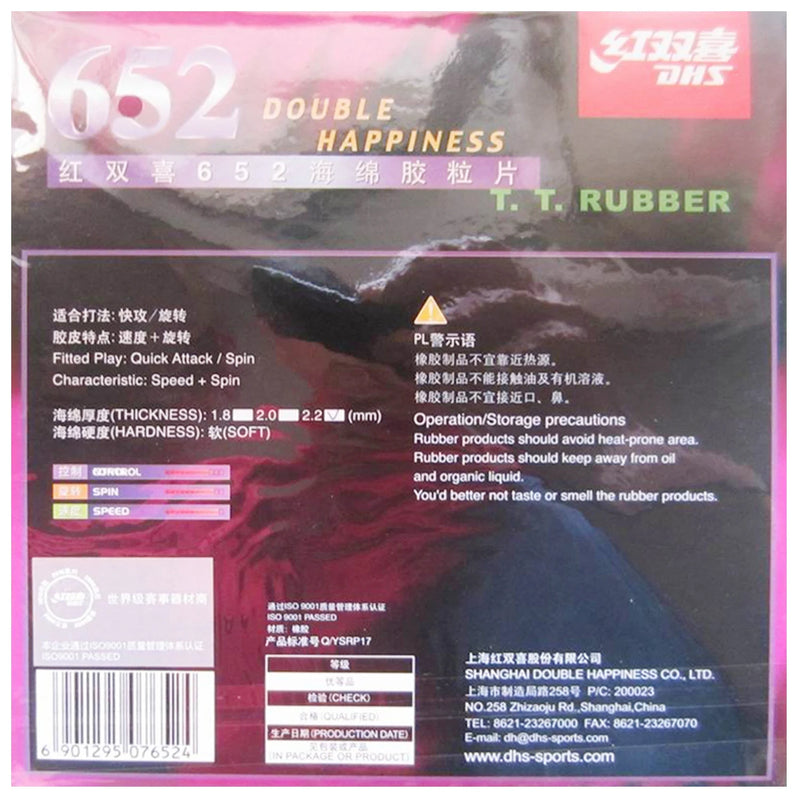 652
DOUBLE
HAPPINESS
红双喜
DHS
红双喜652海绵胶粒片
T. T. RUBBER
适合打法: 快攻/旋转
胶皮特点: 速度+旋转
Fitted Play: Quick Attack / Spin
Characteristic: Speed + Spin
海绵厚度(THICKNESS): 1.8 2.0 2.2 (mm)
海绵硬度(HARDNESS): 软(SOFT)
控制
旋转 SPIN
速度 SPEED
PL警示语
橡胶制品不宜靠近热源。
橡胶制品不能接触油及有机溶液。
橡胶制品不宜接近口、鼻。
Operation/Storage precautions
Rubber products should avoid heat-prone area.
Rubber products should keep away from oil
and organic liquid.
You'd better not taste or smell the rubber products.
红双喜
世界级赛事器材商
本企业通过ISO9001质量管理体系认证
ISO9001 PASSED
6 901295 076524
通过ISO 9001质量管理体系认证
ISO 9001 PASSED
材质: 橡胶
产品标准号Q/YSRP17
等级
优等品
检验(CHECK)
合格(QUALIFIED)
生产日期(PRODUCTION DATE)
见包装或产品
(IN PACKAGE OR PRODUCT)
上海红双喜股份有限公司
SHANGHAI DOUBLE HAPPINESS CO., LTD.
上海市制造局路258号 P/C: 200023
NO.258 Zhizaoju Rd.,Shanghai,China
TEL: 8621-23267000 FAX: 8621-23267070
E-mail: dh@dhs-sports.com
www.dhs-sports.com